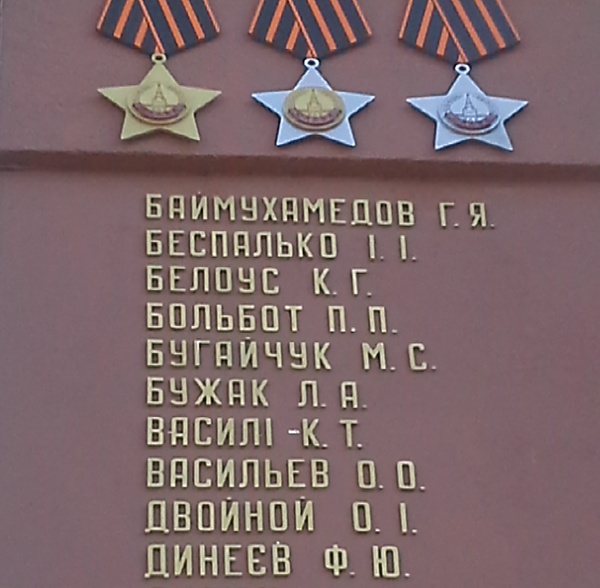 БАЙМУХАМЕДОВ Г. Я.
БЕСПАЛЬКО І. І.
БЕЛОУС К. Г.
БОЛЬБОТ П. П.
БУГАЙЧУК М. С.
БУЖАК Л. А.
ВАСИЛІ -К. Т.
ВАСИЛЬЕВ О. О.
ДВОЙНОЙ О. І.
ДИНЕЄВ Ф. Ю.